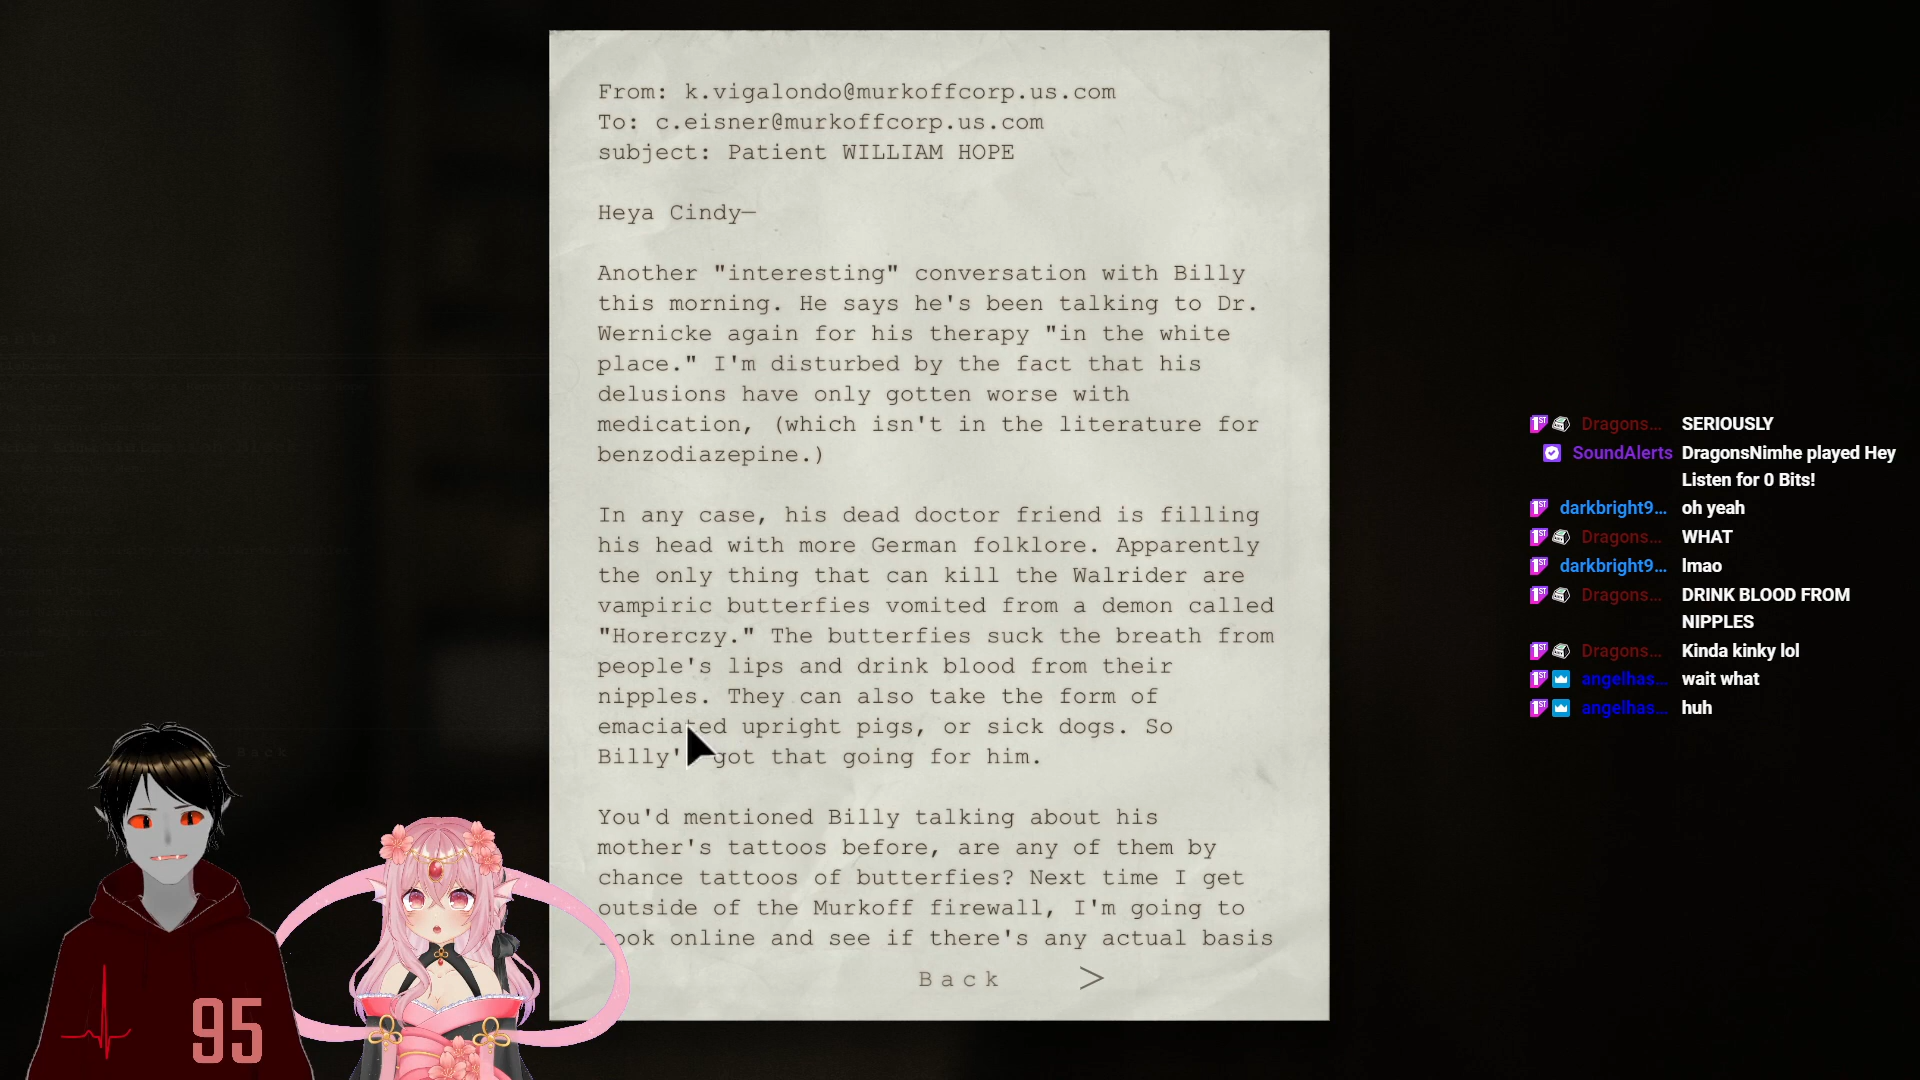 From: k.vigalondo@murkoffcorp.us.com
To: c.eisner@murkoffcorp.us.com
subject: Patient WILLIAM HOPE
Heya Cindy—
Another "interesting" conversation with Billy
this morning. He says he's been talking to Dr.
Wernicke again for his therapy "in the white
place." I'm disturbed by the fact that his
delusions have only gotten worse with
medication, (which isn't in the literature for
benzodiazepine.)
In any case, his dead doctor friend is filling
his head with more German folklore. Apparently
the only thing that can kill the Walrider are
vampiric butterfies vomited from a demon called
"Horerczy." The butterfies suck the breath from
people's lips and drink blood from their
nipples. They can also take the form of
emaciated upright pigs, or sick dogs. So
Billy' got that going for him.
You'd mentioned Billy talking about his
mother's tattoos before, are any of them by
chance tattoos of butterfies? Next time I get
outside of the Murkoff firewall, I'm going to
look online and see if there's any actual basis
Back >
Dragons... SERIOUSLY
SoundAlerts DragonsNimhe played Hey
Listen for 0 Bits!
darkbright9... oh yeah
Dragons... WHAT
darkbright9... lmao
Dragons... DRINK BLOOD FROM
NIPPLES
Dragons... Kinda kinky lol
angelhas... wait what
angelhas... huh
Back
95